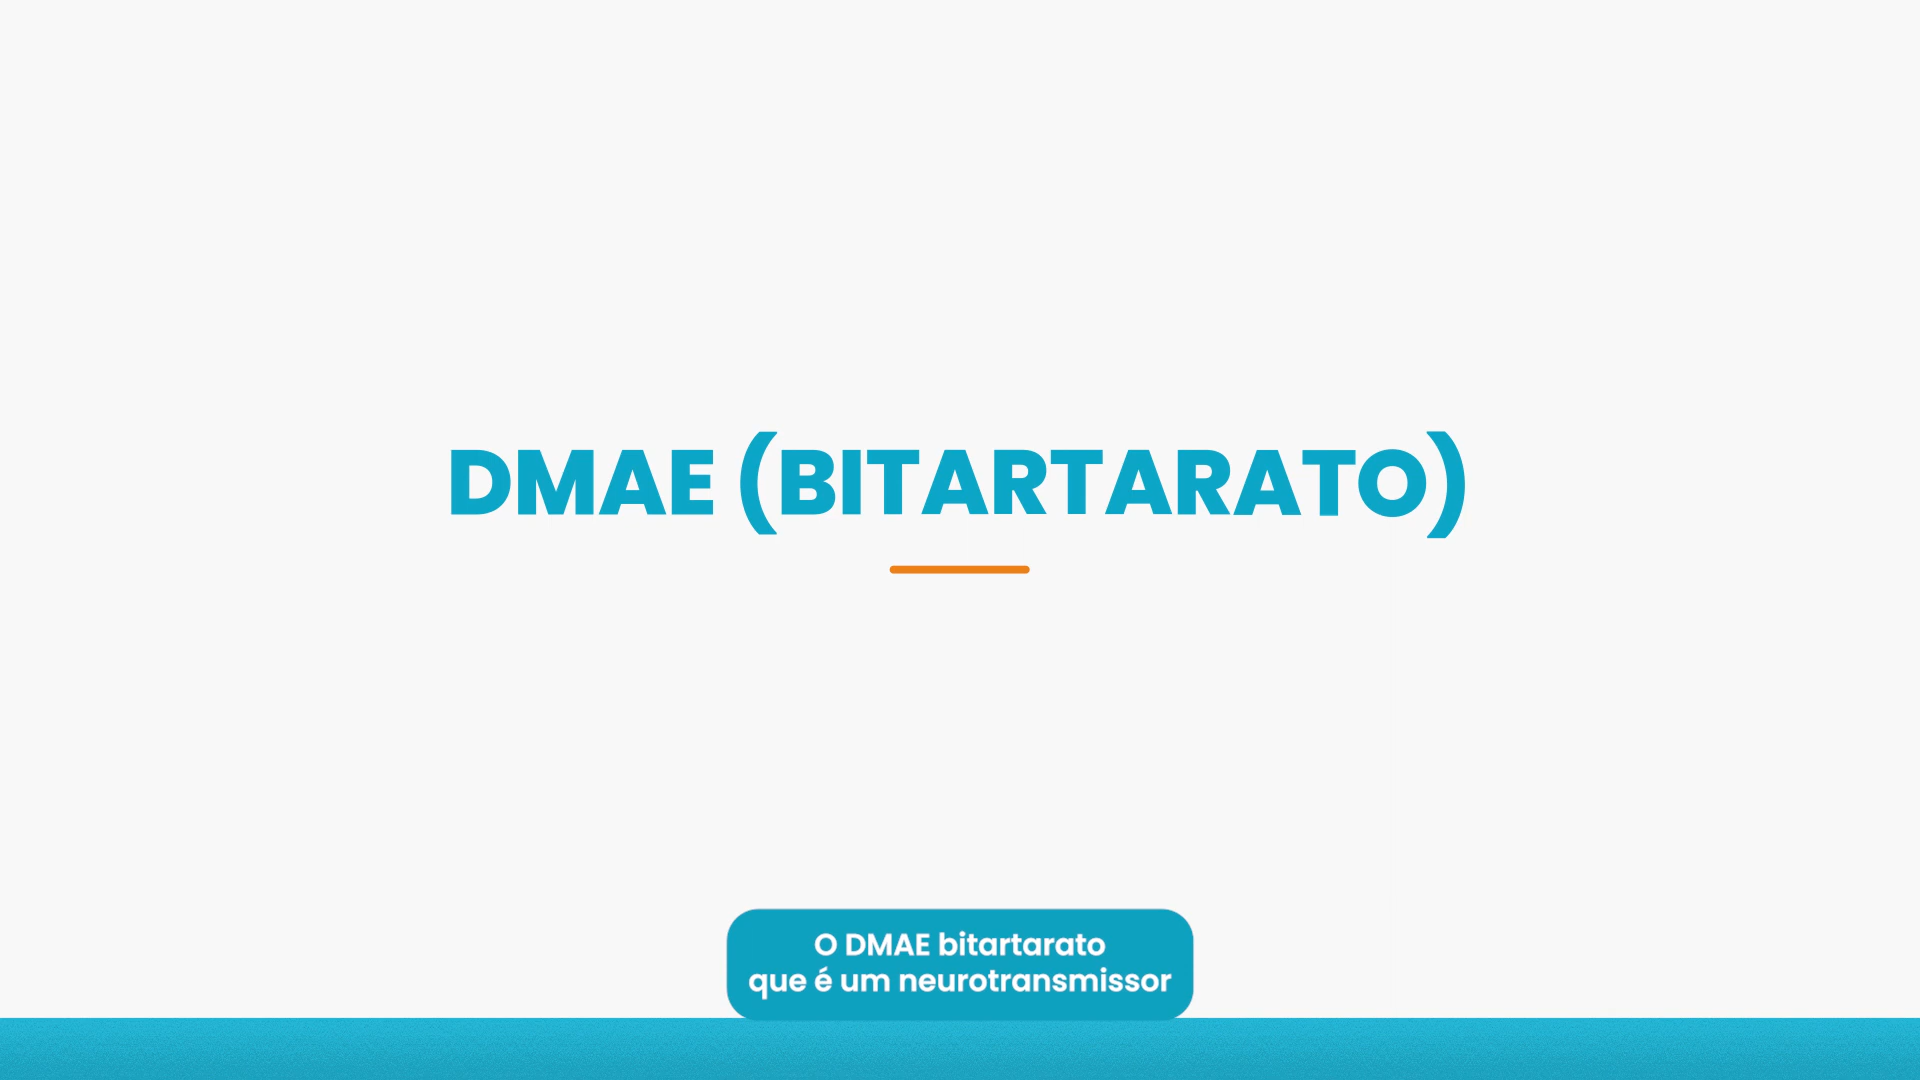 DMAE (BITARTARATO)
O DMAE bitartarato
que é um neurotransmissor